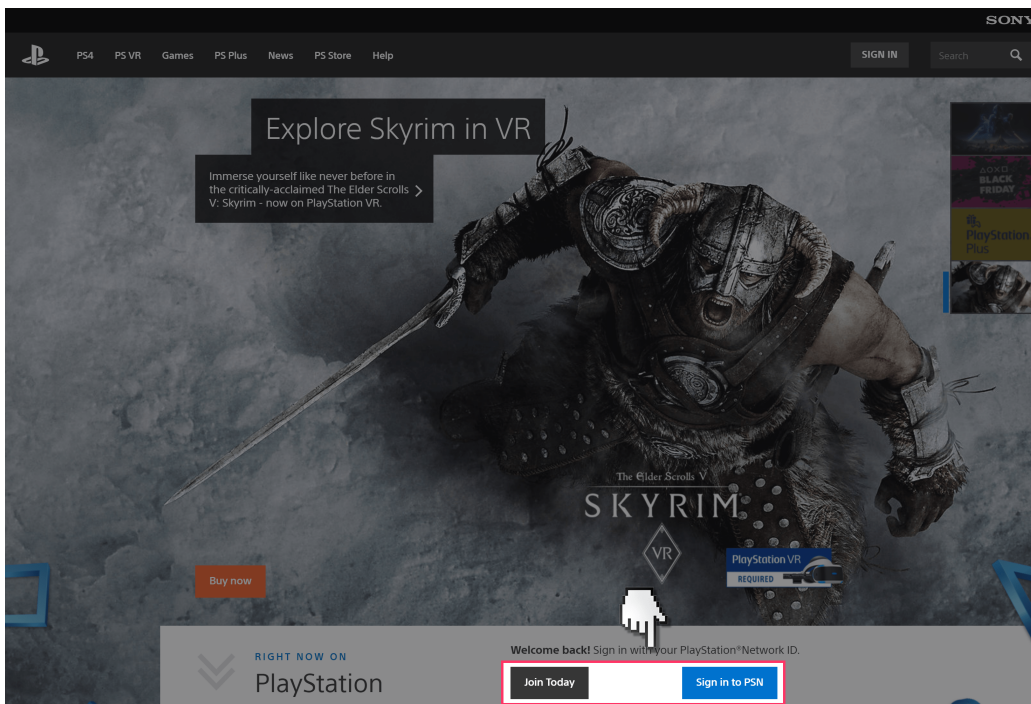 SONY
PS4
PS VR
Games
PS Plus
News
PS Store
Help
SIGN IN
Search
Explore Skyrim in VR
Immerse yourself like never before in
the critically-acclaimed The Elder Scrolls
V: Skyrim - now on PlayStation VR.
BLACK
FRIDAY
PlayStation
Plus
The Elder Scrolls V
SKYRIM
VR
PlayStation VR
REQUIRED
Buy now
RIGHT NOW ON
PlayStation
Welcome back! Sign in with your PlayStation®Network ID.
Join Today
Sign in to PSN